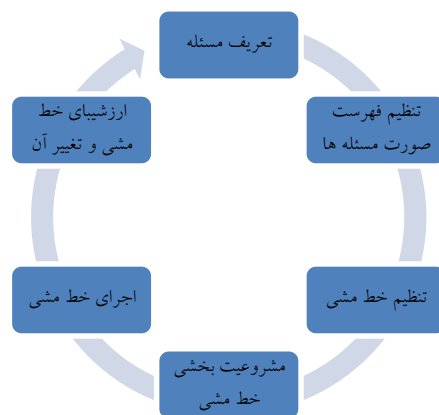 تعریف مسئله
تنظیم فهرست
صورت مسئله ها
تنظیم خط مشی
مشروعیت بخشی
خط مشی
اجرای خط مشی
ارزشیبای خط
مشی و تغییر آن